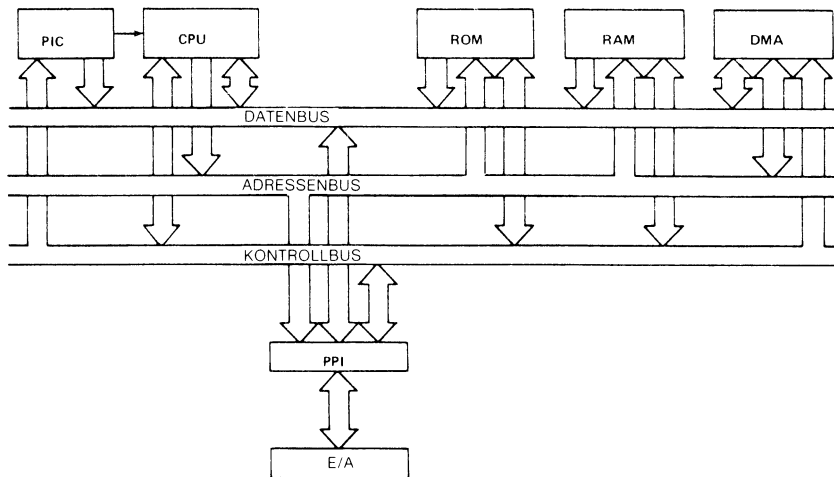 PIC
CPU
ROM
RAM
DMA
DATENBUS
ADRESSENBUS
KONTROLLBUS
PPI
E/A